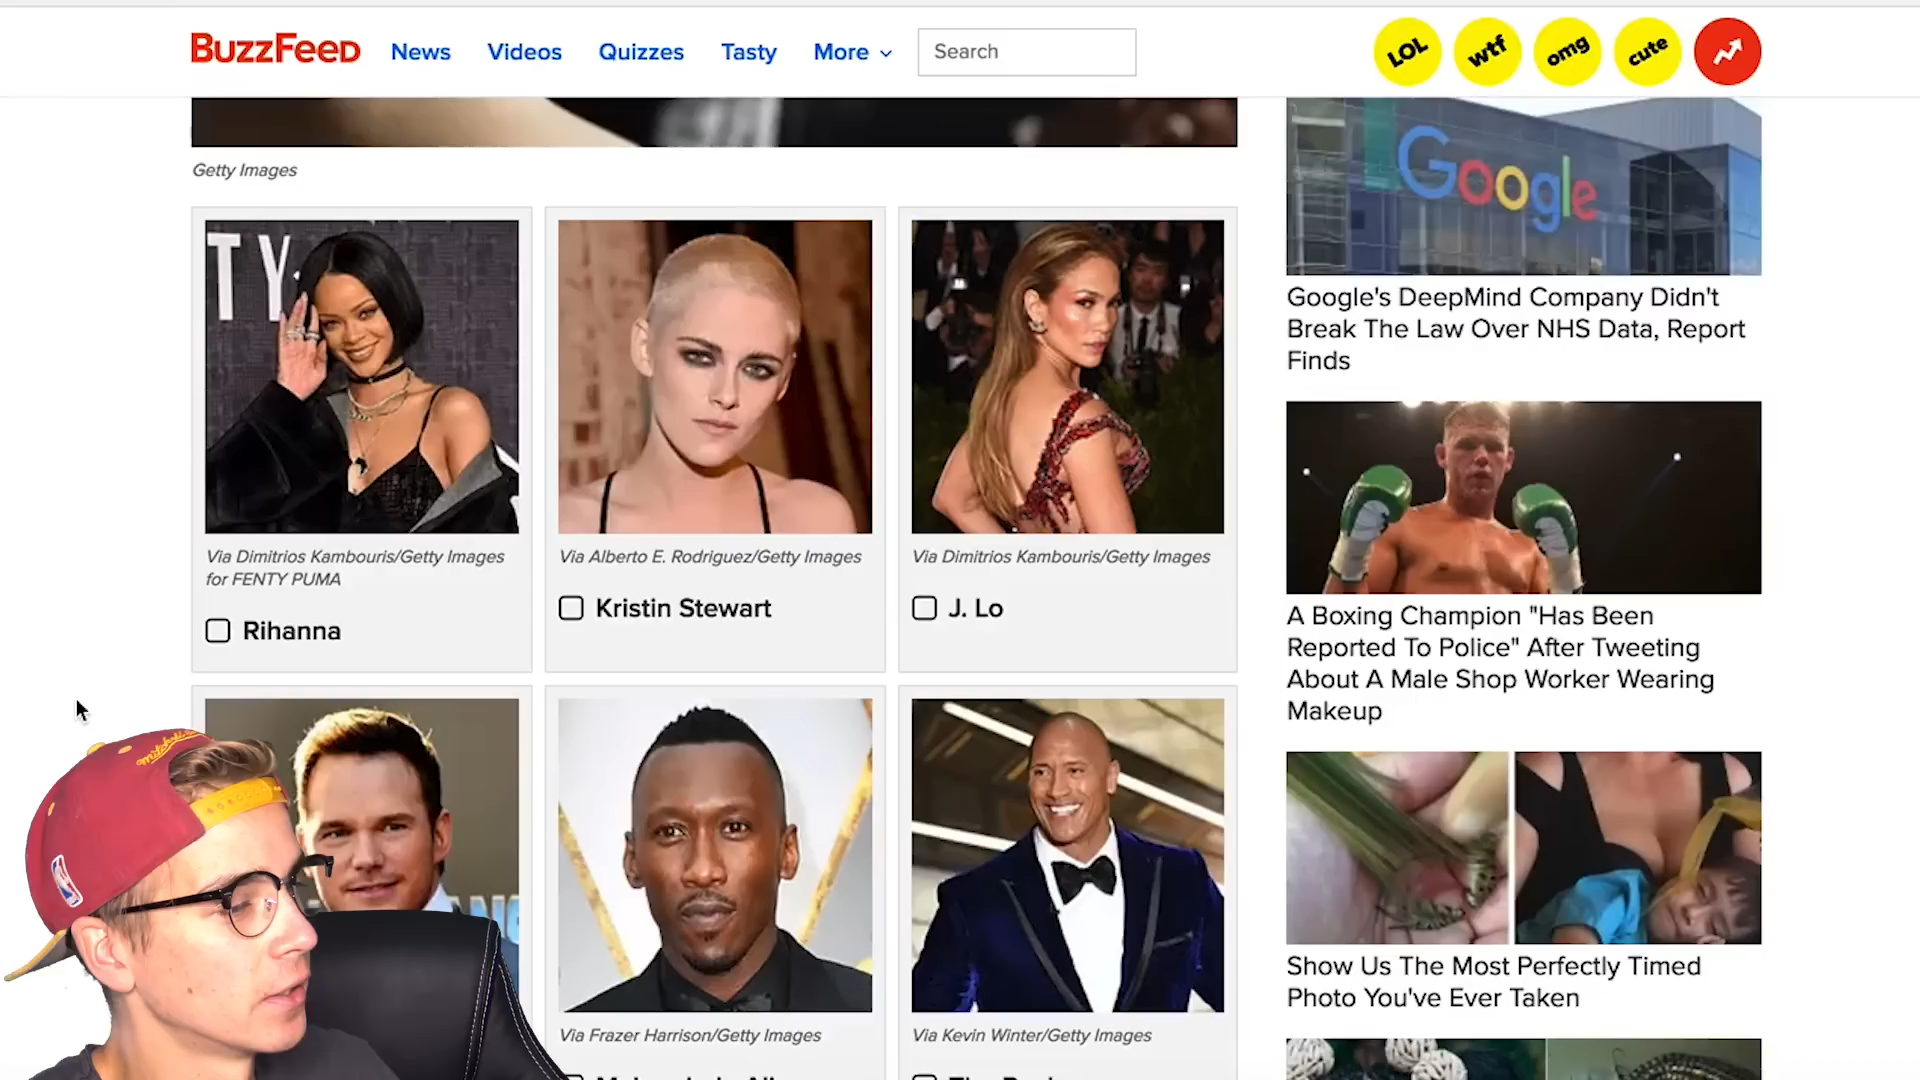 BuzzFeed
News
Videos
Quizzes
Tasty
More
Search
LOL
wtf
omg
cute
Getty Images
TY
Via Dimitrios Kambouris/Getty Images
for FENTY PUMA
Rihanna
Via Alberto E. Rodriguez/Getty Images
Kristin Stewart
Via Dimitrios Kambouris/Getty Images
J. Lo
Via Frazer Harrison/Getty Images
Via Kevin Winter/Getty Images
Google
Google's DeepMind Company Didn't
Break The Law Over NHS Data, Report
Finds
A Boxing Champion "Has Been
Reported To Police" After Tweeting
About A Male Shop Worker Wearing
Makeup
Show Us The Most Perfectly Timed
Photo You've Ever Taken